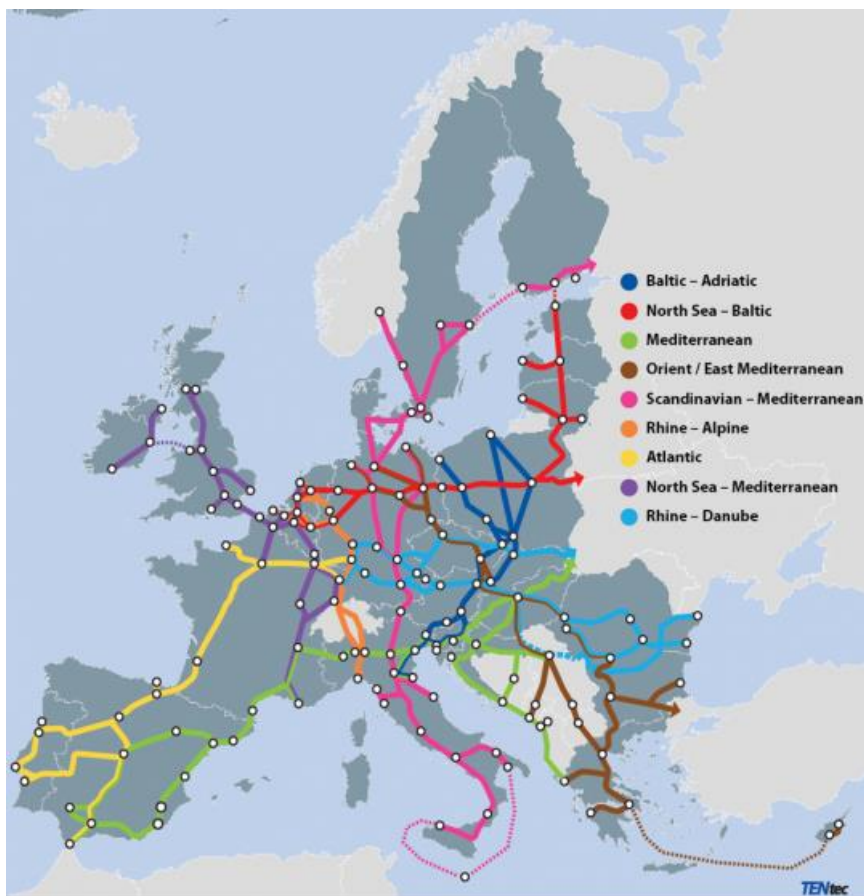 Baltic – Adriatic
North Sea – Baltic
Mediterranean
Orient / East Mediterranean
Scandinavian – Mediterranean
Rhine – Alpine
Atlantic
North Sea – Mediterranean
Rhine – Danube
TENtec